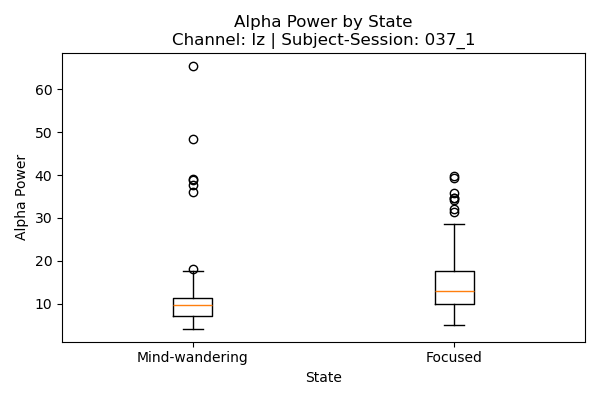 Alpha Power by State
Channel: Iz | Subject-Session: 037_1
Alpha Power
60
50
40
30
20
10
Mind-wandering
Focused
State